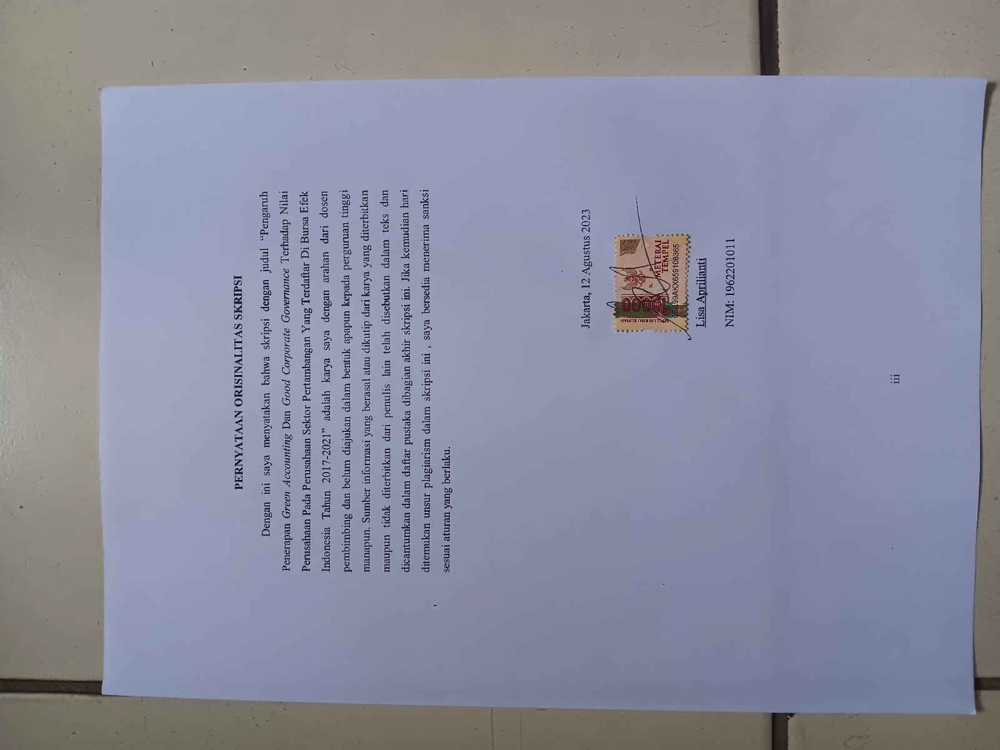 PERNYATAAN ORISINALITAS SKRIPSI
Dengan ini saya menyatakan bahwa skripsi dengan judul “Pengaruh
Penerapan Green Accounting Dan Good Corporate Governance Terhadap Nilai
Perusahaan Pada Perusahaan Sektor Pertambangan Yang Terdaftar Di Bursa Efek
Indonesia Tahun 2017-2021” adalah karya saya dengan arahan dari dosen
pembimbing dan belum diajukan dalam bentuk apapun kepada perguruan tinggi
manapun. Sumber informasi yang berasal atau dikutip dari karya yang diterbitkan
maupun tidak diterbitkan dari penulis lain telah disebutkan dalam teks dan
dicantumkan dalam daftar pustaka dibagian akhir skripsi ini. Jika kemudian hari
ditemukan unsur plagiarism dalam skripsi ini , saya bersedia menerima sanksi
sesuai aturan yang berlaku.
Jakarta, 12 Agustus 2023
SEPULUH RIBU RUPIAH
10000
METERAI
TEMPEL
AKX659108365
Lisa Aprilianti
NIM: 1962201011
iii